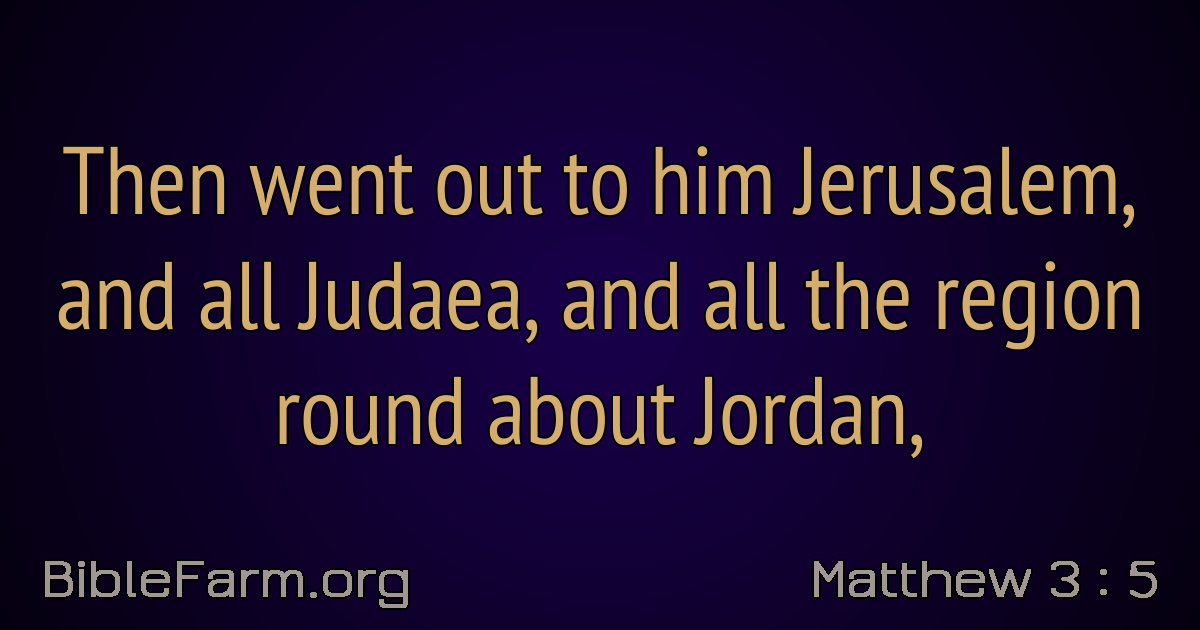 Then went out to him Jerusalem,
and all Judaea, and all the region
round about Jordan,
BibleFarm.org
Matthew 3 : 5